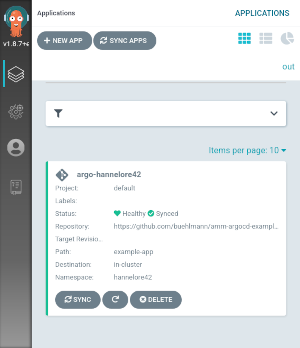 Applications
APPLICATIONS
v1.8.7+
+ NEW APP
SYNC APPS
out
Items per page: 10
argo-hannelore42
Project: default
Labels:
Status: Healthy Synced
Repository: https://github.com/buehlmann/amm-argocd-exampl...
Target Revisio...
Path: example-app
Destination: in-cluster
Namespace: hannelore42
SYNC
DELETE